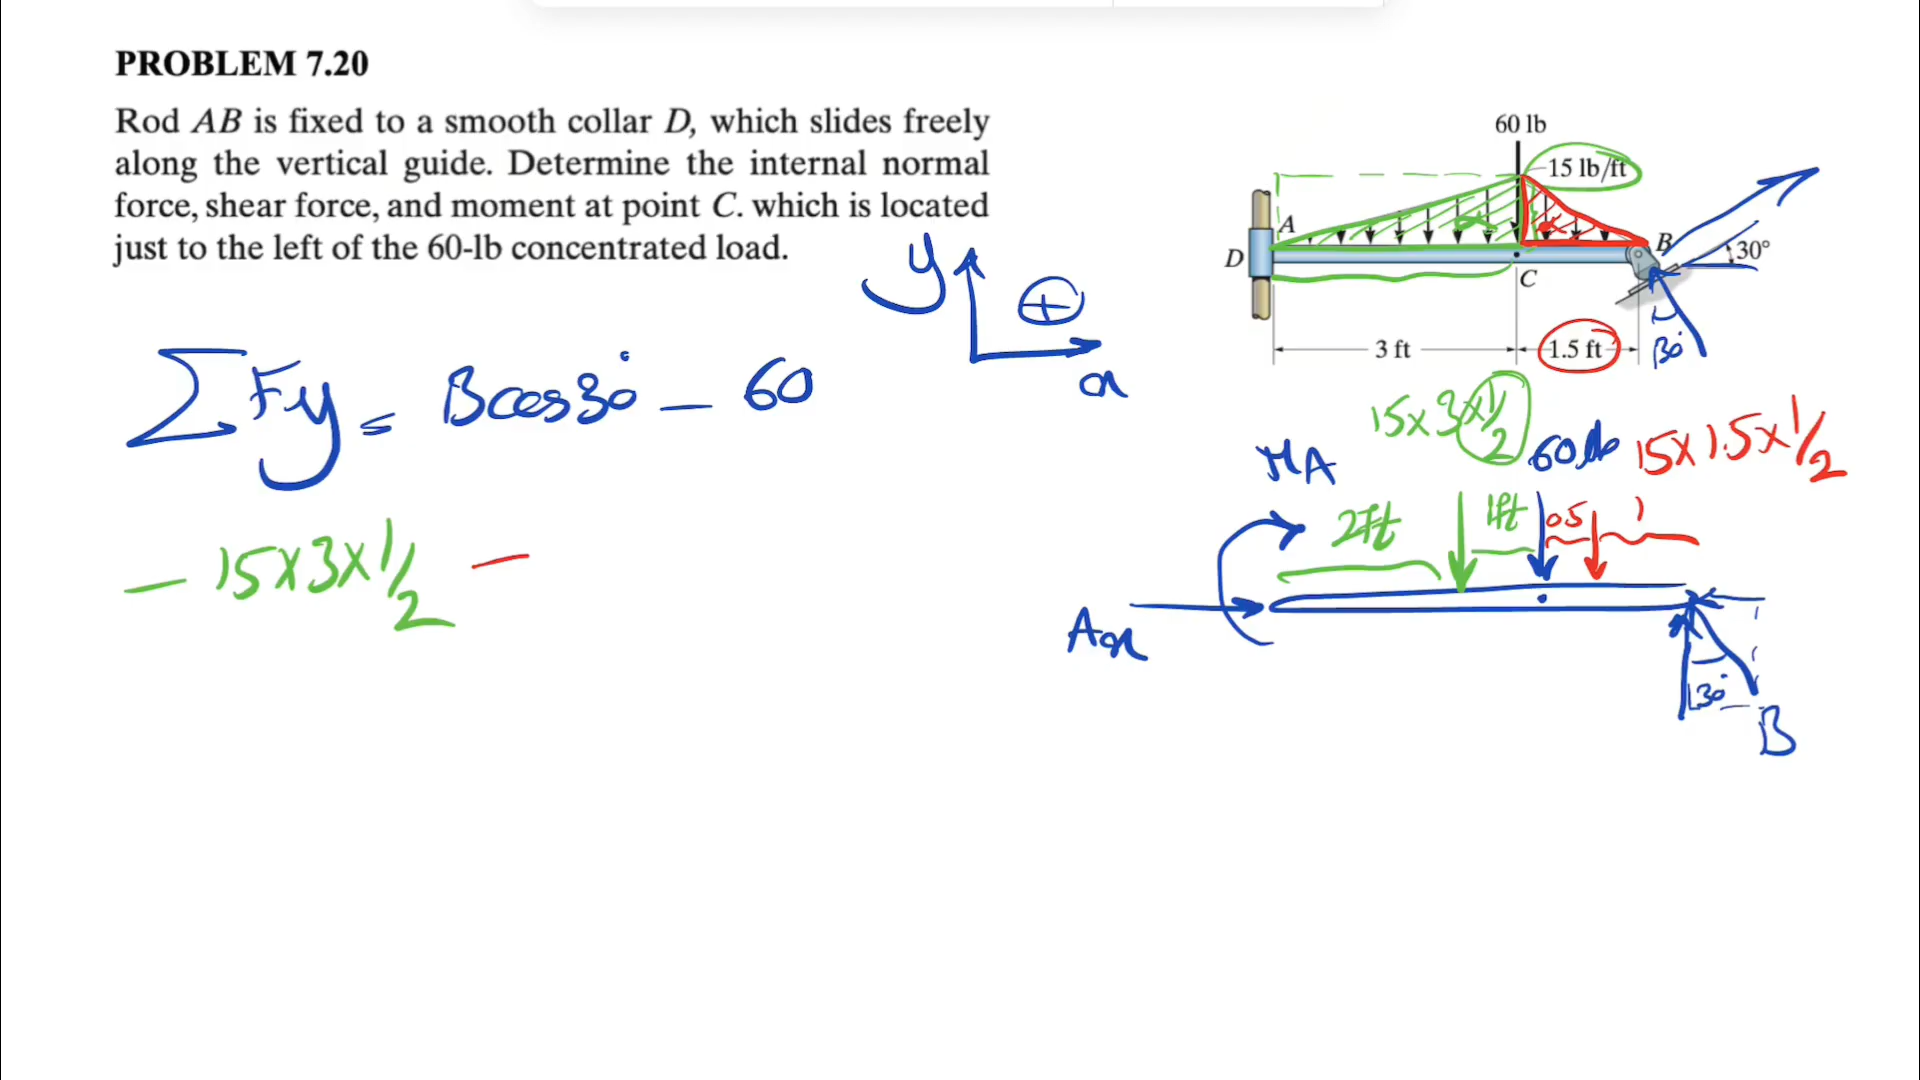 PROBLEM 7.20
Rod AB is fixed to a smooth collar D, which slides freely
along the vertical guide. Determine the internal normal
force, shear force, and moment at point C. which is located
just to the left of the 60-lb concentrated load.
60 lb
15 lb/ft
A
B
30°
D
C
3 ft
1.5 ft
30°
y
+
x
ΣFy = Bcos30° - 60
- 15×3×1/2 -
15×3×1/2
60lb
15×1.5×1/2
MA
2ft
1ft
0.5
1
Ax
30°
B